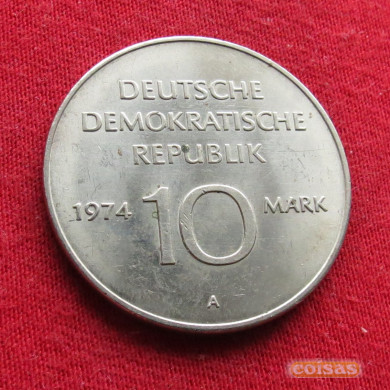 DEUTSCHE
DEMOKRATISCHE
REPUBLIK
1974 10 MARK
A
coisas